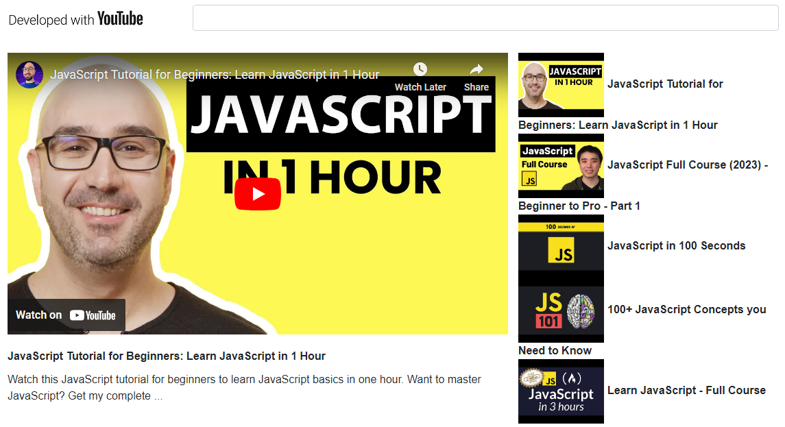 Developed with YouTube
JavaScript Tutorial for Beginners: Learn JavaScript in 1 Hour
Watch Later
Share
JAVASCRIPT
IN 1 HOUR
Watch on YouTube
JavaScript Tutorial for Beginners: Learn JavaScript in 1 Hour
Watch this JavaScript tutorial for beginners to learn JavaScript basics in one hour. Want to master
JavaScript? Get my complete ...
JAVASCRIPT
IN 1 HOUR
JavaScript Tutorial for
Beginners: Learn JavaScript in 1 Hour
JavaScript
Full Course
JS
JavaScript Full Course (2023) -
Beginner to Pro - Part 1
100 SECONDS OF
JS
JavaScript in 100 Seconds
JS
101
100+ JavaScript Concepts you
Need to Know
JS
JavaScript
in 3 hours
Learn JavaScript - Full Course